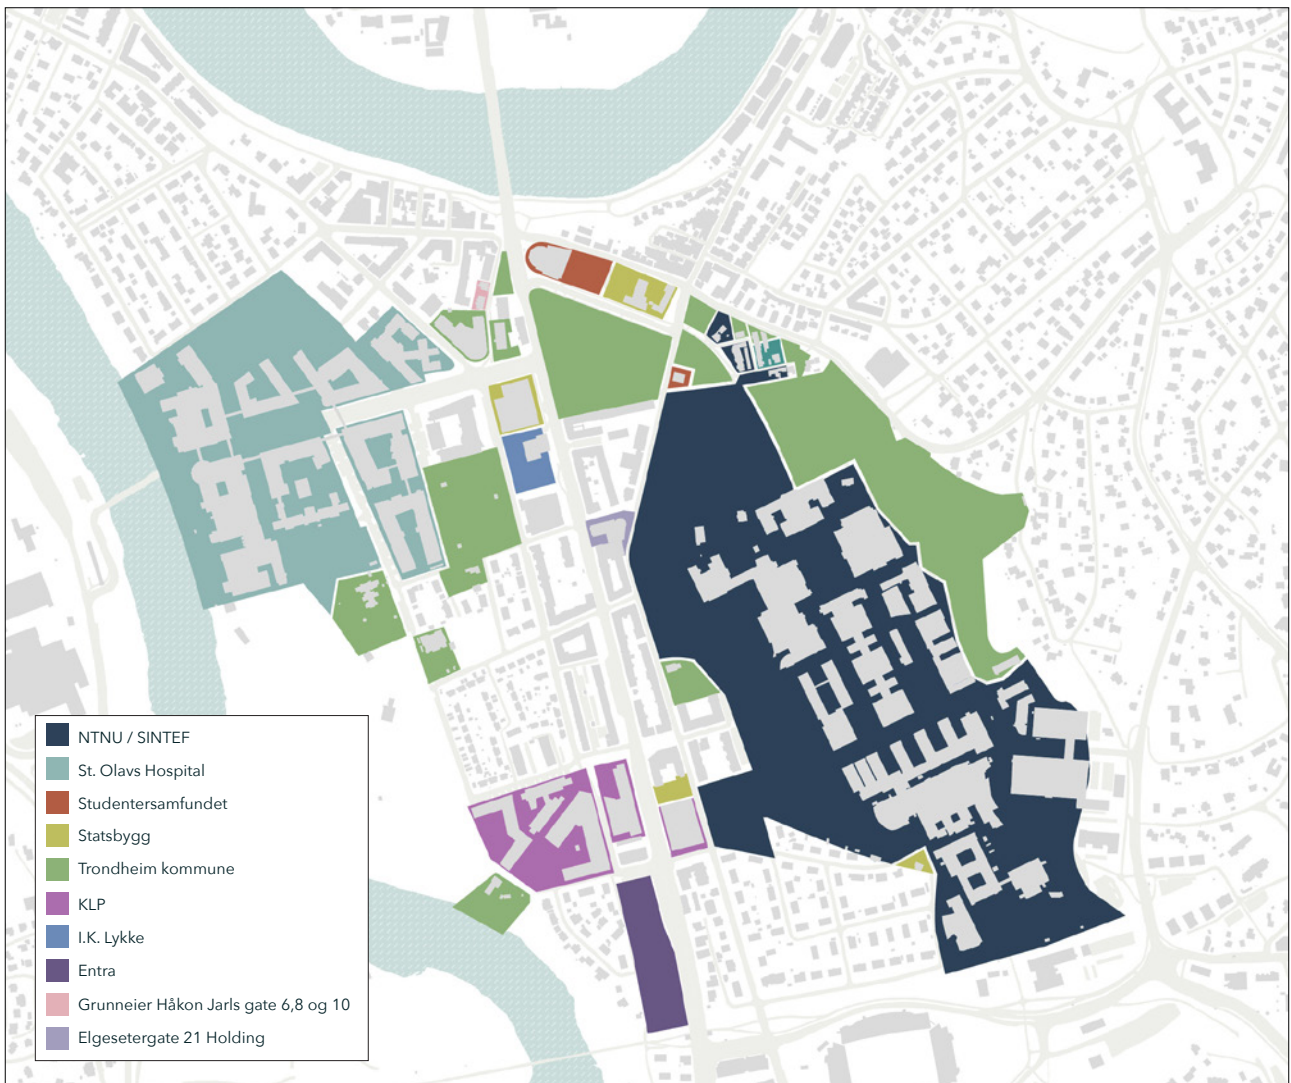 NTNU / SINTEF
St. Olavs Hospital
Studentersamfundet
Statsbygg
Trondheim kommune
KLP
I.K. Lykke
Entra
Grunneier Håkon Jarls gate 6,8 og 10
Elgesetergate 21 Holding